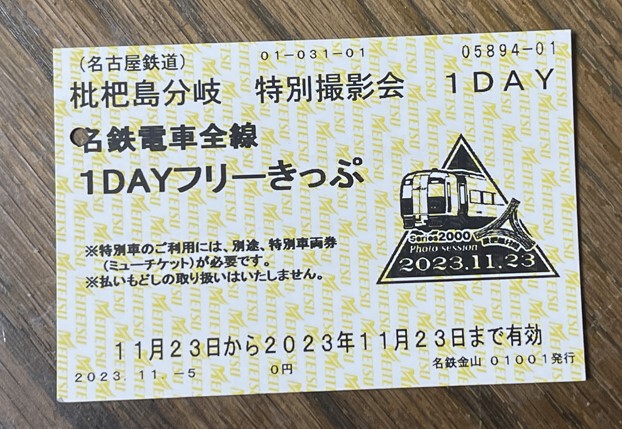 (名古屋鉄道) 01-031-01 05894-01
枇杷島分岐 特別撮影会 1DAY
名鉄電車全線
1DAYフリーきっぷ
※特別車のご利用には、別途、特別車両券
(ミューチケット)が必要です。
※払いもどしの取り扱いはいたしません。
Series2000
Photo session
2023.11.23
11月23日から2023年11月23日まで有効
2023.11.-5 0円 名鉄金山 01001発行